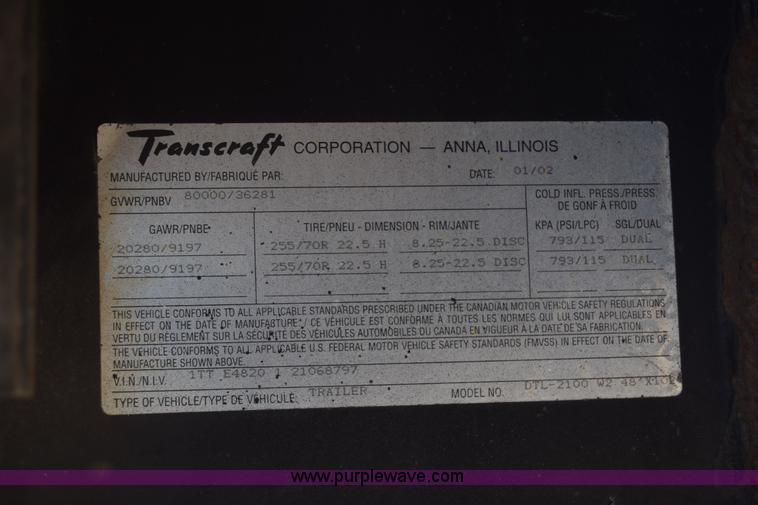 Transcraft CORPORATION — ANNA, ILLINOIS
MANUFACTURED BY/FABRIQUÉ PAR: DATE: 01/02
GVWR/PNBV 80000/36281 COLD INFL. PRESS./PRESS. DE GONF À FROID
GAWR/PNBE TIRE/PNEU - DIMENSION - RIM/JANTE KPA (PSI/LPC) SGL/DUAL
20280/9197 255/70R 22.5 H 8.25-22.5 DISC 793/115 DUAL
20280/9197 255/70R 22.5 H 8.25-22.5 DISC 793/115 DUAL
THIS VEHICLE CONFORMS TO ALL APPLICABLE STANDARDS PRESCRIBED UNDER THE CANADIAN MOTOR VEHICLE SAFETY REGULATIONS
IN EFFECT ON THE DATE OF MANUFACTURE / CE VÉHICULE EST CONFORME À TOUTES LES NORMES QUI LUI SONT APPLICABLES EN
VERTU DU RÈGLEMENT SUR LA SÉCURITÉ DES VÉHICULES AUTOMOBILES DU CANADA EN VIGUEUR À LA DATE DE SA FABRICATION.
THE VEHICLE CONFORMS TO ALL APPLICABLE U.S. FEDERAL MOTOR VEHICLE SAFETY STANDARDS (FMVSS) IN EFFECT ON THE DATE OF
MANUFACTURE SHOWN ABOVE.
V.I.N./N.I.V. 1TT E4820 1 21068797
TYPE OF VEHICLE/TYPE DE VÉHICULE: TRAILER MODEL NO. DTL-2100 W2 48'
www.purplewave.com